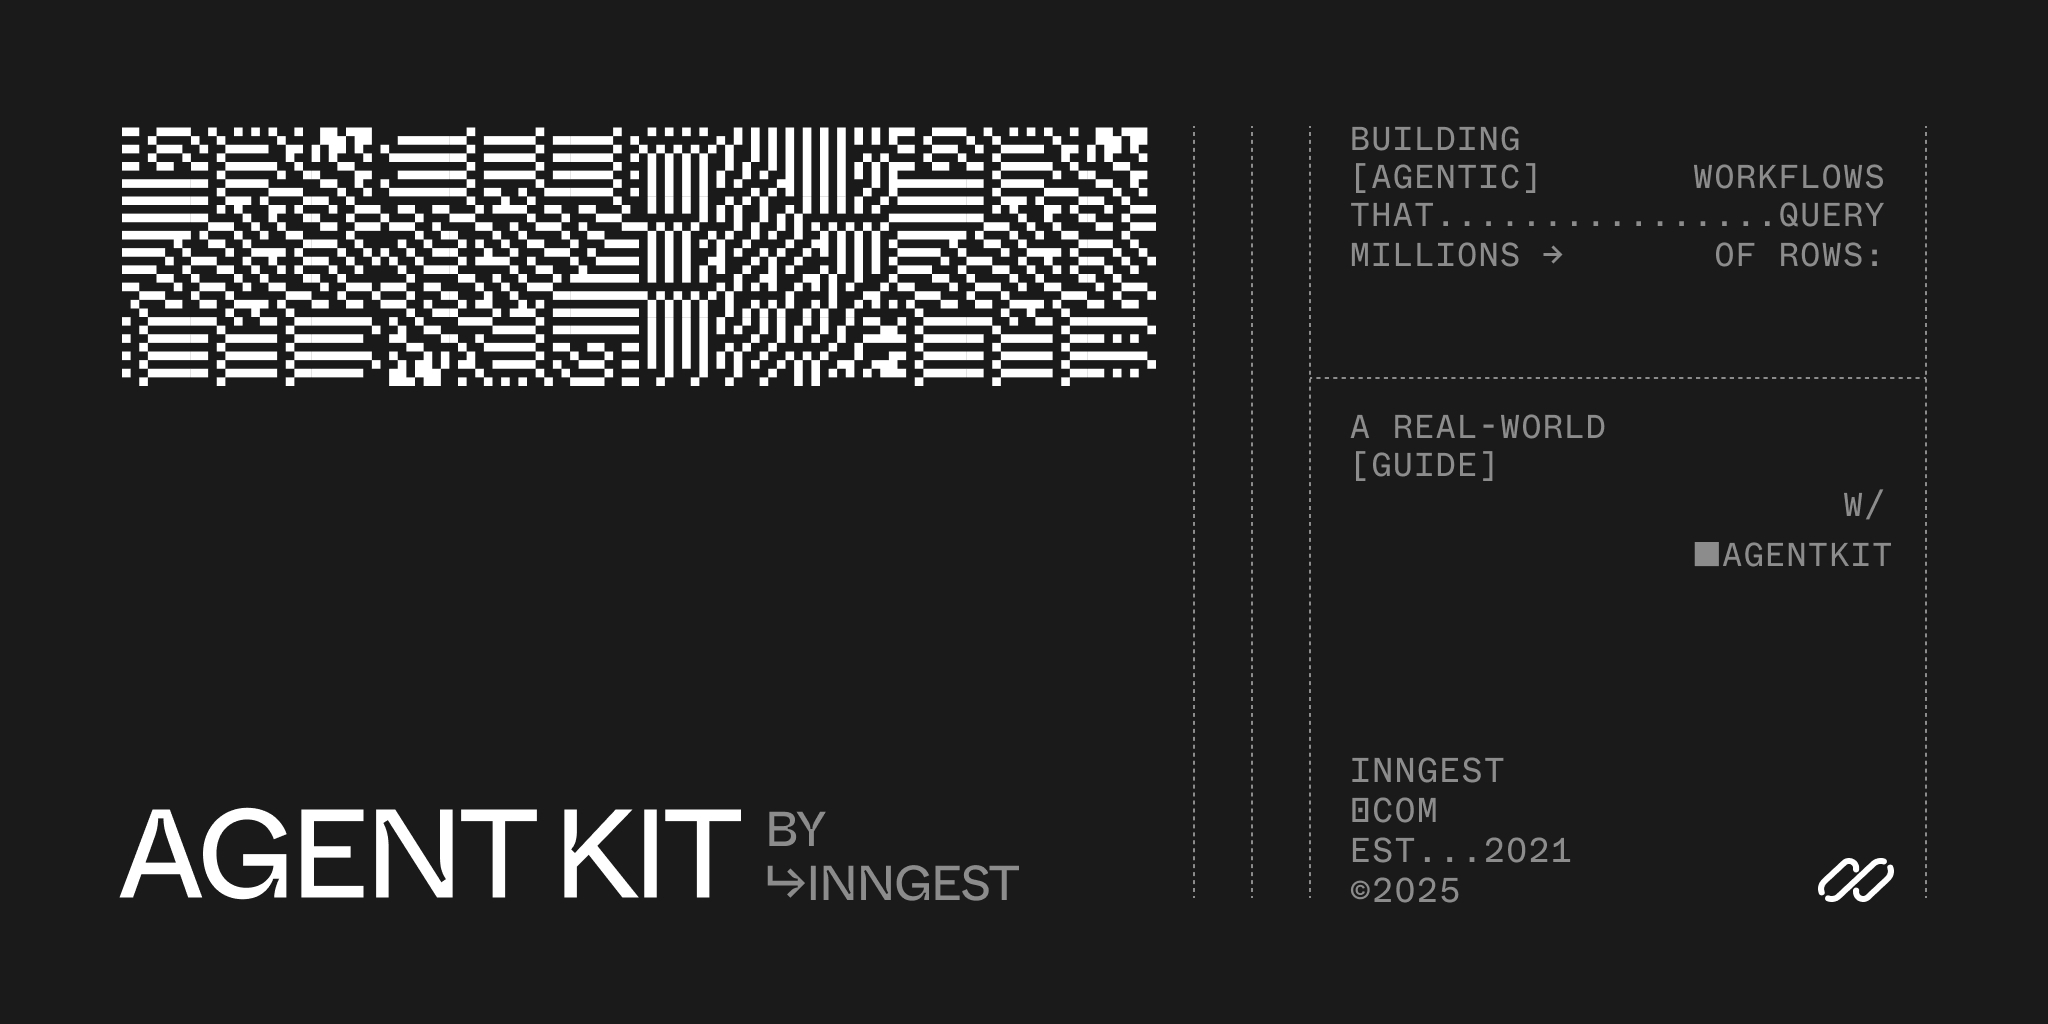 BUILDING
[AGENTIC] WORKFLOWS
THAT................QUERY
MILLIONS → OF ROWS:
A REAL-WORLD
[GUIDE]
W/
■AGENTKIT
AGENT KIT BY
↳INNGEST
INNGEST
⊡COM
EST...2021
©2025